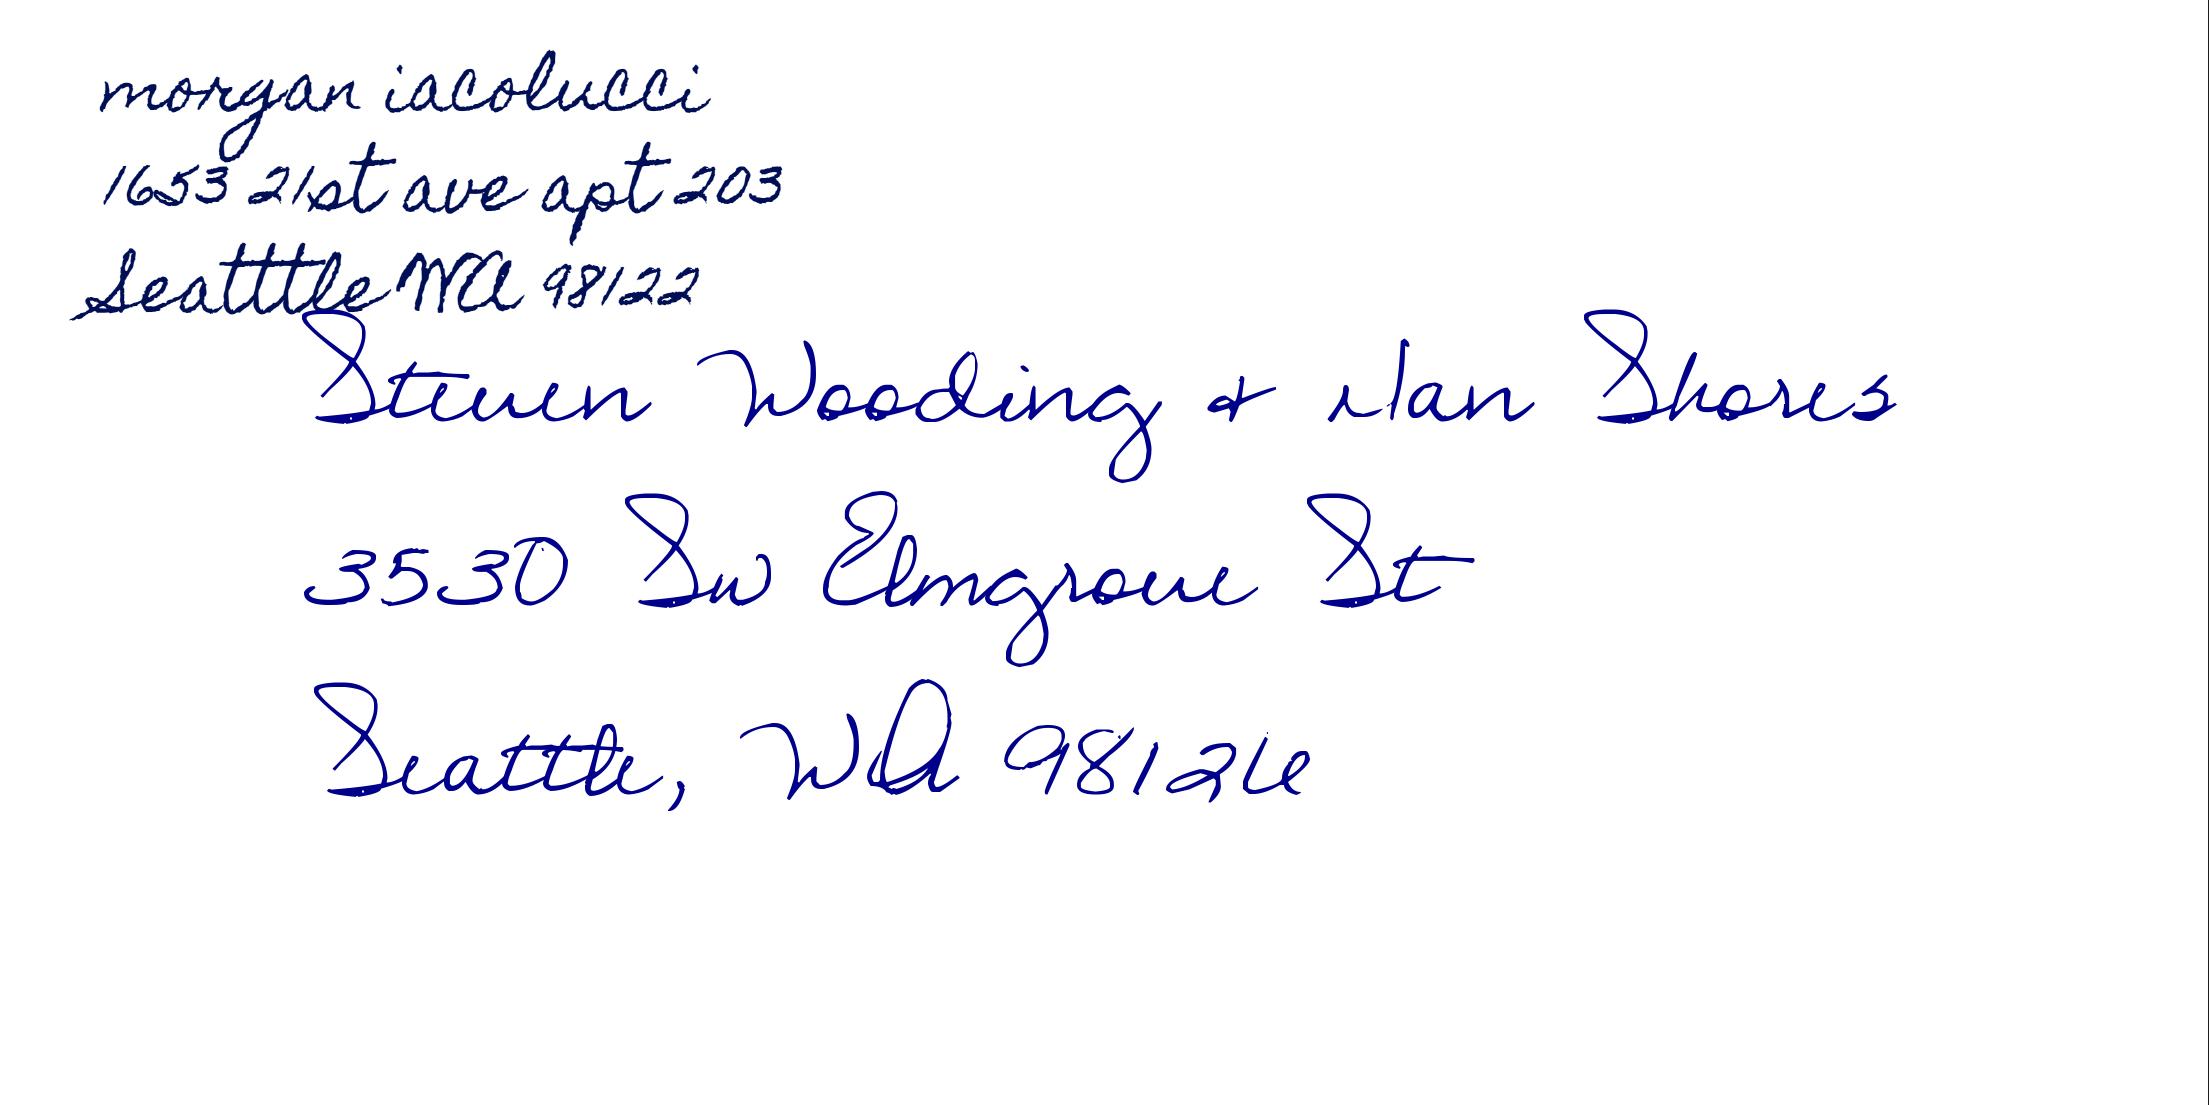 morgan iacolucci
1653 21st ave apt 203
Seatttle WA 98122
Steven Wooding & Nan Shores
3530 Sw Elmgrove St
Seattle, WA 98126